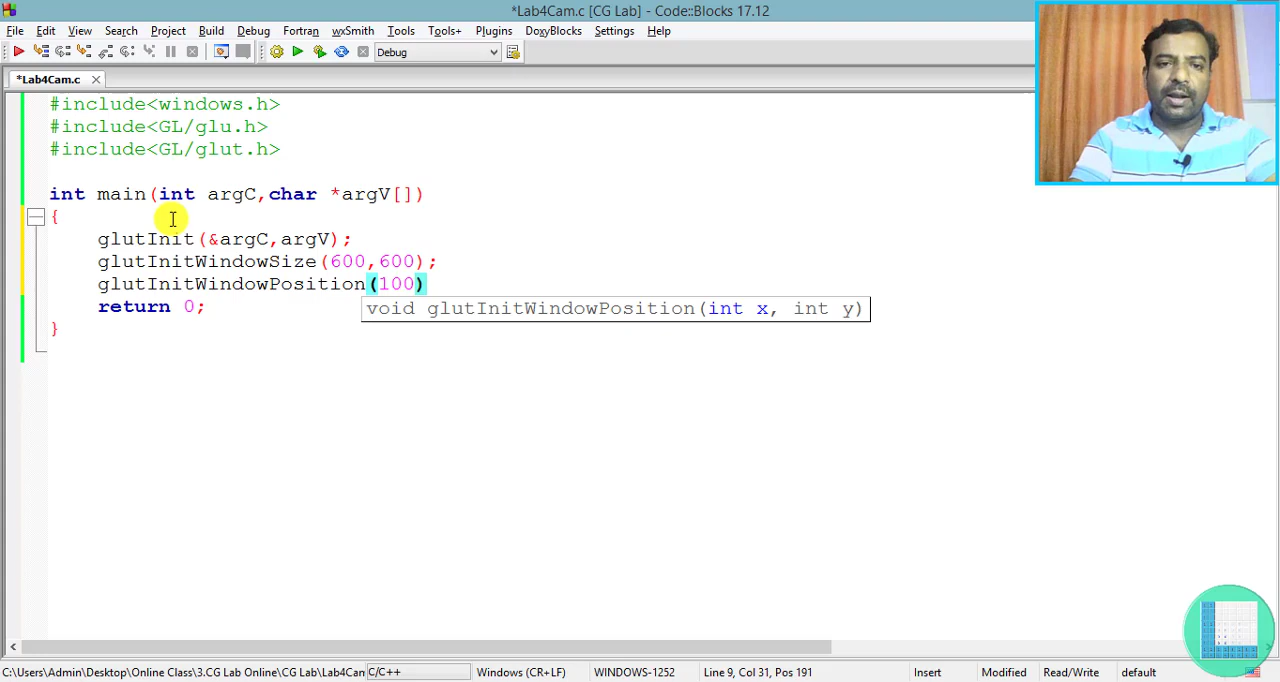 *Lab4Cam.c [CG Lab] - Code::Blocks 17.12
File Edit View Search Project Build Debug Fortran wxSmith Tools Tools+ Plugins DoxyBlocks Settings Help
Debug
*Lab4Cam.c
#include<windows.h>
#include<GL/glu.h>
#include<GL/glut.h>
int main(int argC,char *argV[])
{
glutInit(&argC,argV);
glutInitWindowSize(600,600);
glutInitWindowPosition(100)
return 0;
void glutInitWindowPosition(int x, int y)
}
C:\Users\Admin\Desktop\Online Class\3.CG Lab Online\CG Lab\Lab4Cam C/C++ Windows (CR+LF) WINDOWS-1252 Line 9, Col 31, Pos 191 Insert Modified Read/Write default